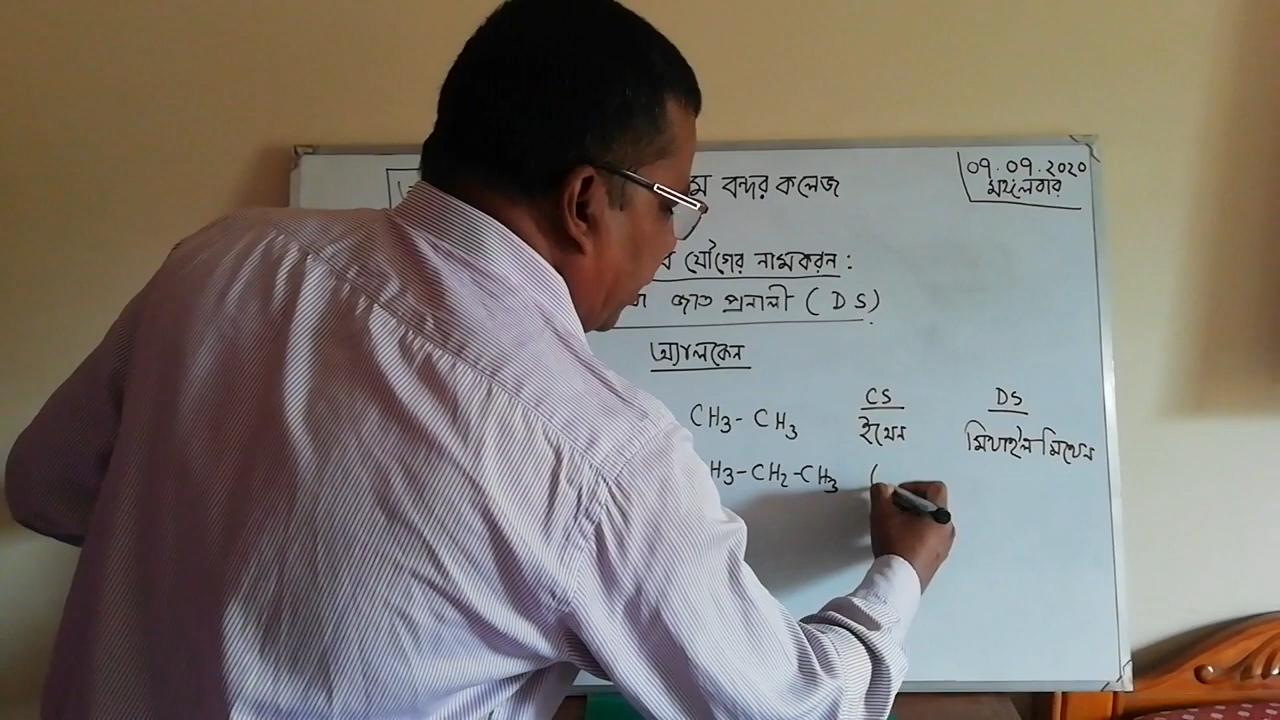 ম বন্দর কলেজ
০৭.০৭.২০২০
মঙ্গলবার
যৌগের নামকরন :
জাত প্রনালী ( D S )
অ্যালকেন
CS DS
CH3 - CH3 ইথেন মিথাইল মিথেন
H3 - CH2 - CH3 (